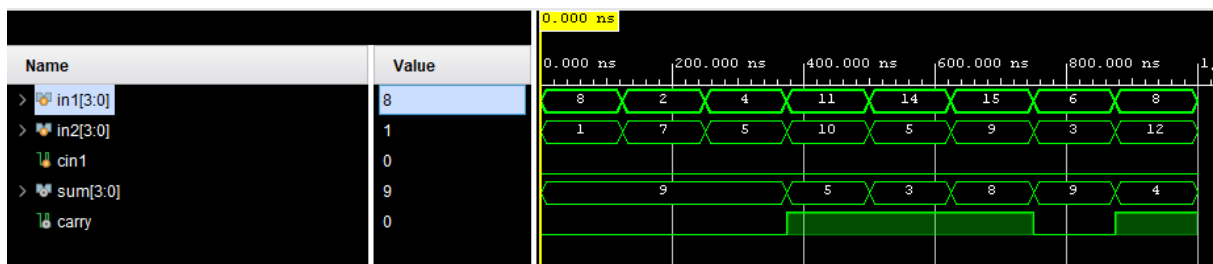 0.000 ns
Name Value 0.000 ns 200.000 ns 400.000 ns 600.000 ns 800.000 ns 1,
in1[3:0] 8 8 2 4 11 14 15 6 8
in2[3:0] 1 1 7 5 10 5 9 3 12
cin1 0
sum[3:0] 9 9 5 3 8 9 4
carry 0